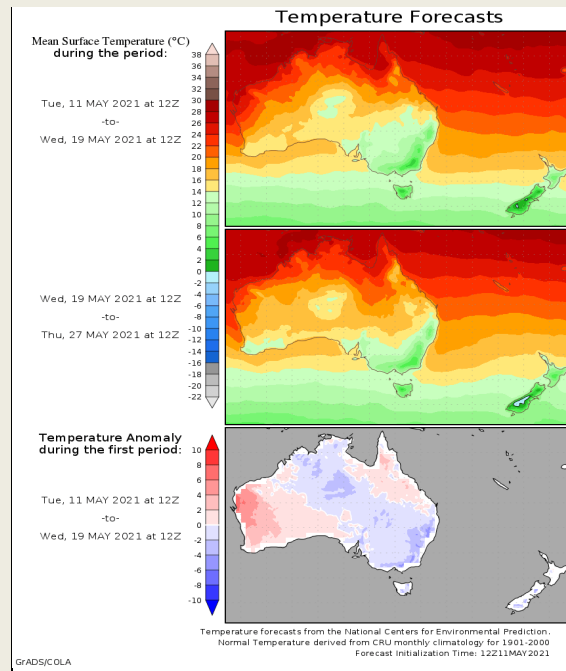 Temperature Forecasts
Mean Surface Temperature (°C)
during the period:
Tue, 11 MAY 2021 at 12Z
-to-
Wed, 19 MAY 2021 at 12Z
38
36
34
32
30
28
26
24
22
20
18
16
14
12
10
8
6
4
2
0
-2
-4
-6
-8
-10
-12
-14
-16
-18
-20
-22
Wed, 19 MAY 2021 at 12Z
-to-
Thu, 27 MAY 2021 at 12Z
Temperature Anomaly
during the first period:
Tue, 11 MAY 2021 at 12Z
-to-
Wed, 19 MAY 2021 at 12Z
10
8
6
4
2
0
-2
-4
-6
-8
-10
Temperature forecasts from the National Centers for Environmental Prediction.
Normal Temperature derived from CRU monthly climatology for 1901-2000
Forecast Initialization Time: 12Z11MAY2021
GrADS/COLA